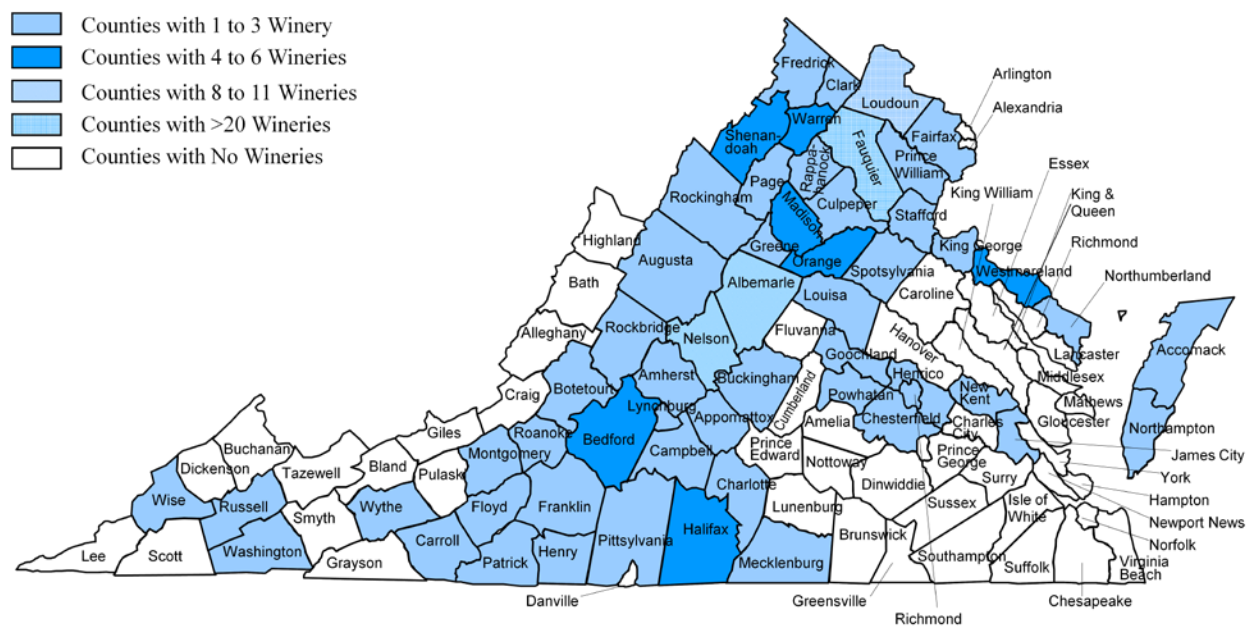 Counties with 1 to 3 Winery
Counties with 4 to 6 Wineries
Counties with 8 to 11 Wineries
Counties with >20 Wineries
Counties with No Wineries
Fredrick
Clark
Loudoun
Arlington
Alexandria
Warren
Shenan-
doah
Fairfax
Fauquier
Prince
William
Essex
Rappa-
hanock
Page
King William
King &
Queen
Rockingham
Culpeper
Madison
Stafford
Richmond
Highland
Greene
King George
Augusta
Orange
Spotsylvania
Westmoreland
Northumberland
Bath
Albemarle
Louisa
Caroline
Alleghany
Rockbridge
Nelson
Fluvanna
Hanover
Goochland
Lancaster
Accomack
Amherst
Buckingham
Henrico
Middlesex
Craig
Botetourt
Cumberland
Powhatan
New
Kent
Mathews
Lynchburg
Appomattox
Amelia
Chesterfield
Charles
City
Gloucester
Northampton
Giles
Roanoke
Bedford
Prince
Edward
Prince
George
James City
Buchanan
Montgomery
Campbell
Dickenson
Tazewell
Bland
Pulaski
Nottoway
York
Charlotte
Dinwiddie
Surry
Wise
Russell
Wythe
Floyd
Franklin
Lunenburg
Sussex
Isle of
White
Hampton
Smyth
Halifax
Newport News
Lee
Scott
Washington
Carroll
Henry
Pittsylvania
Brunswick
Norfolk
Grayson
Patrick
Mecklenburg
Southampton
Suffolk
Virginia
Beach
Danville
Greensville
Chesapeake
Richmond